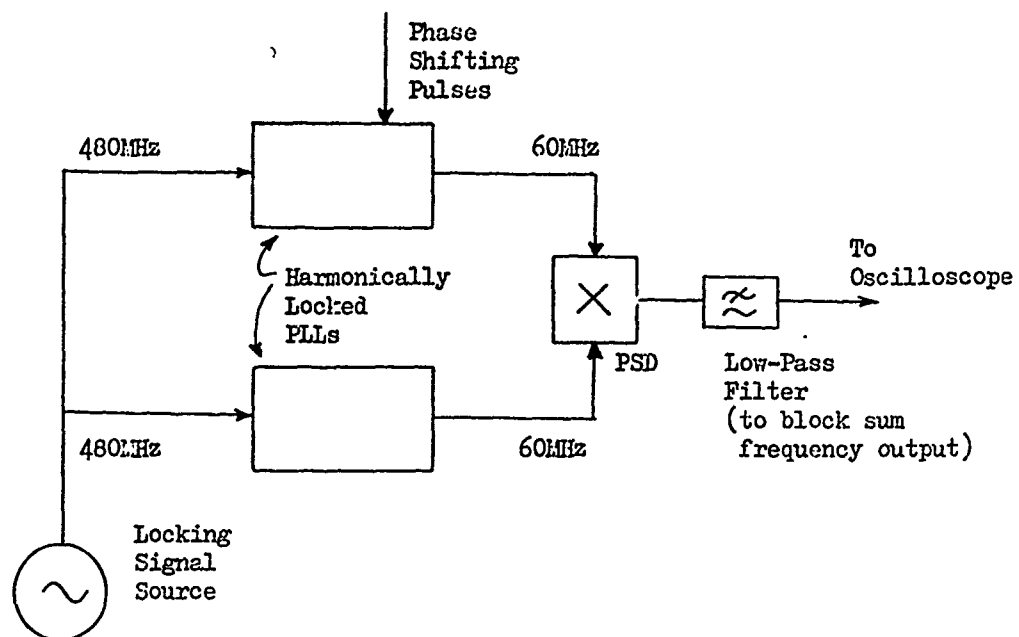 Phase
Shifting
Pulses
480MHz
60MHz
To
Oscilloscope
Harmonically
Locked
PLLs
PSD
Low-Pass
Filter
(to block sum
frequency output)
480MHz
60MHz
Locking
Signal
Source